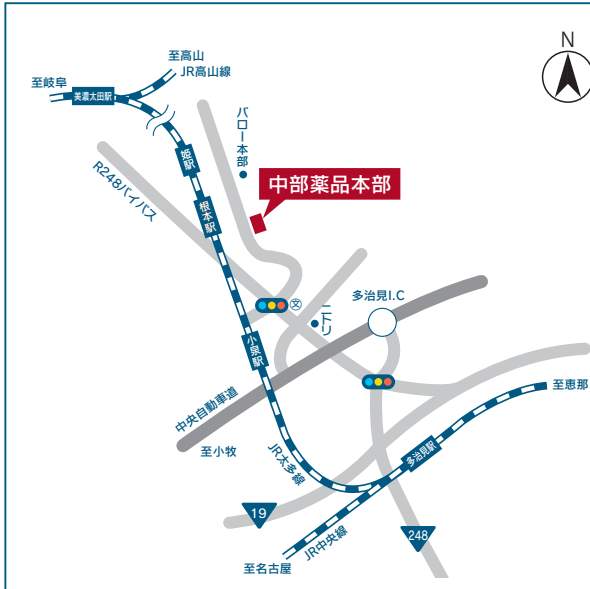 N
至高山
JR高山線
至岐阜
美濃太田駅
バロー本部
姫駅
R248バイパス
中部薬品本部
根本駅
多治見I.C
文
ニトリ
小泉駅
至恵那
中央自動車道
至小牧
JR太多線
多治見駅
19
JR中央線
248
至名古屋